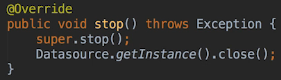 @Override
public void stop() throws Exception {
    super.stop();
    Datasource.getInstance().close();
}